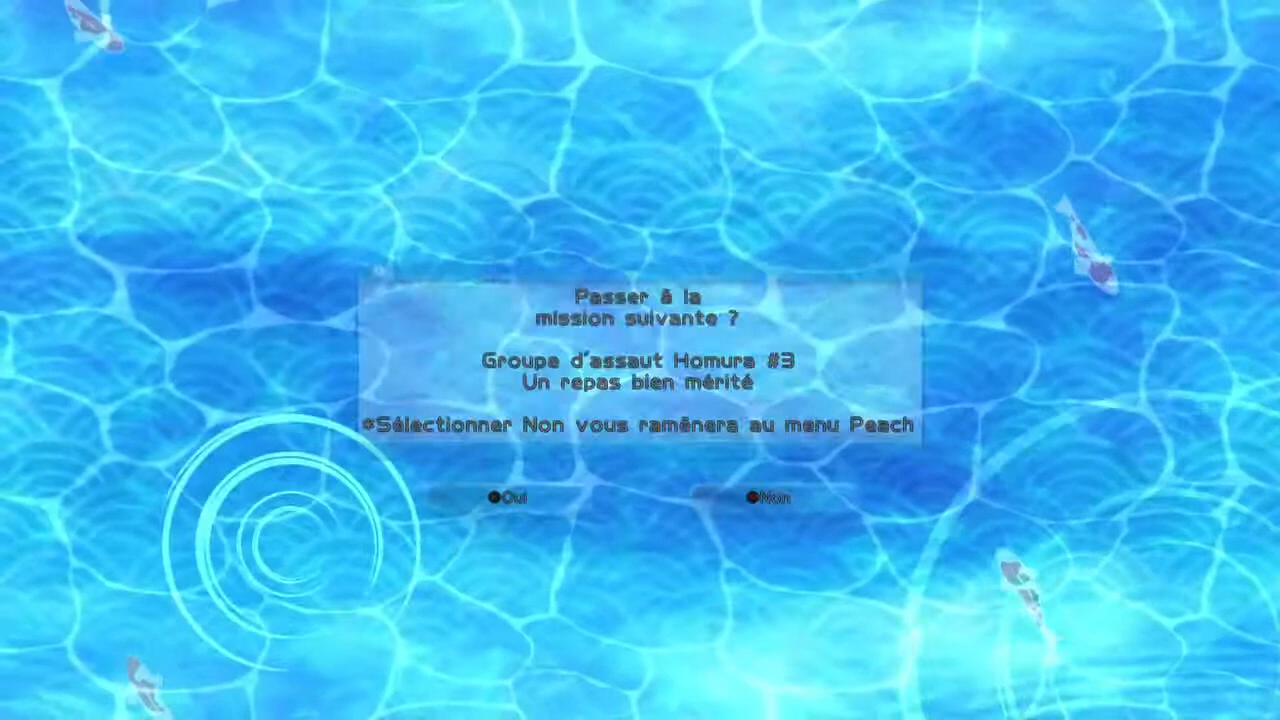 Passer à la
mission suivante ?
Groupe d'assaut Homura #3
Un repas bien mérité
*Sélectionner Non vous ramènera au menu Peach
Oui
Non